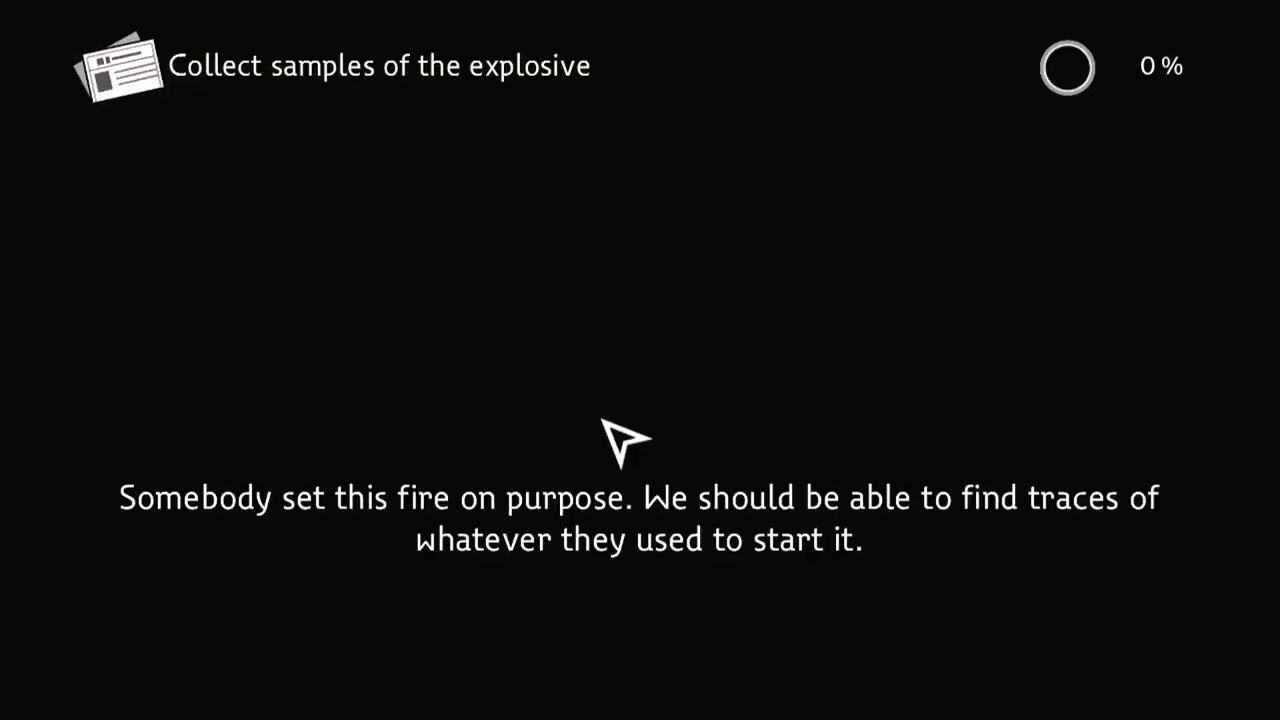 Collect samples of the explosive
0 %
Somebody set this fire on purpose. We should be able to find traces of
whatever they used to start it.